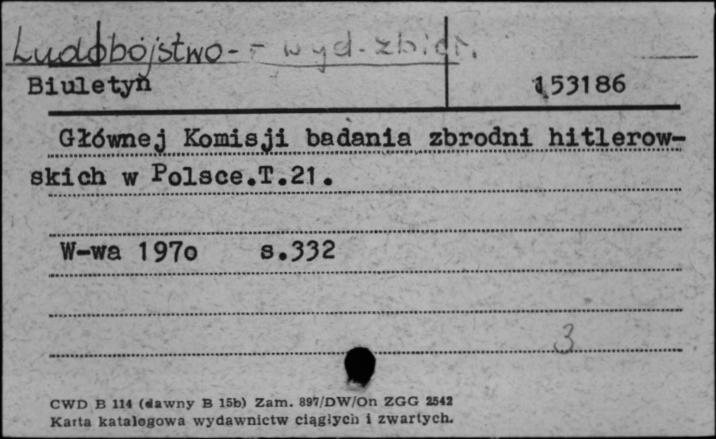 Ludobójstwo - - wyd. zbior.
Biuletyn 153186
Głównej Komisji badania zbrodni hitlerow-
skich w Polsce.T.21.
W-wa 197o s.332
3
CWD B 114 (dawny B 15b) Zam. 897/DW/On ZGG 2542
Karta katalogowa wydawnictw ciągłych i zwartych.